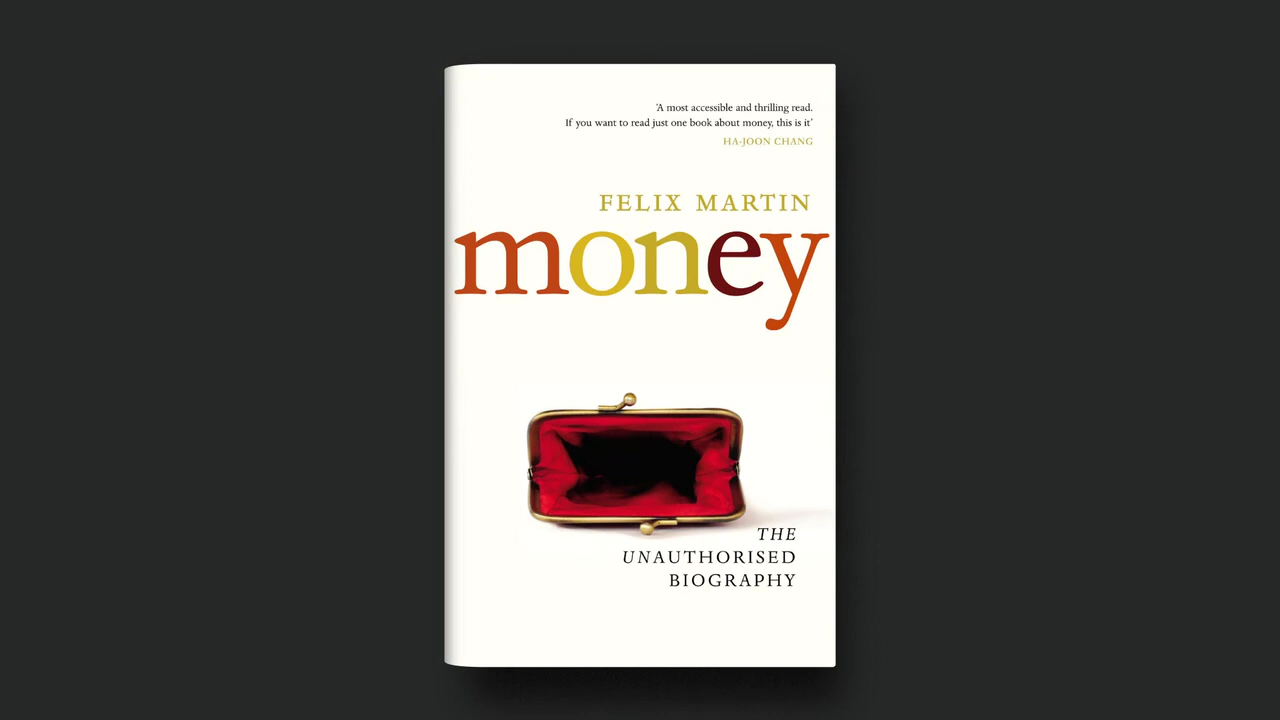 'A most accessible and thrilling read.
If you want to read just one book about money, this is it'
HA-JOON CHANG
FELIX MARTIN
money
THE
UNAUTHORISED
BIOGRAPHY